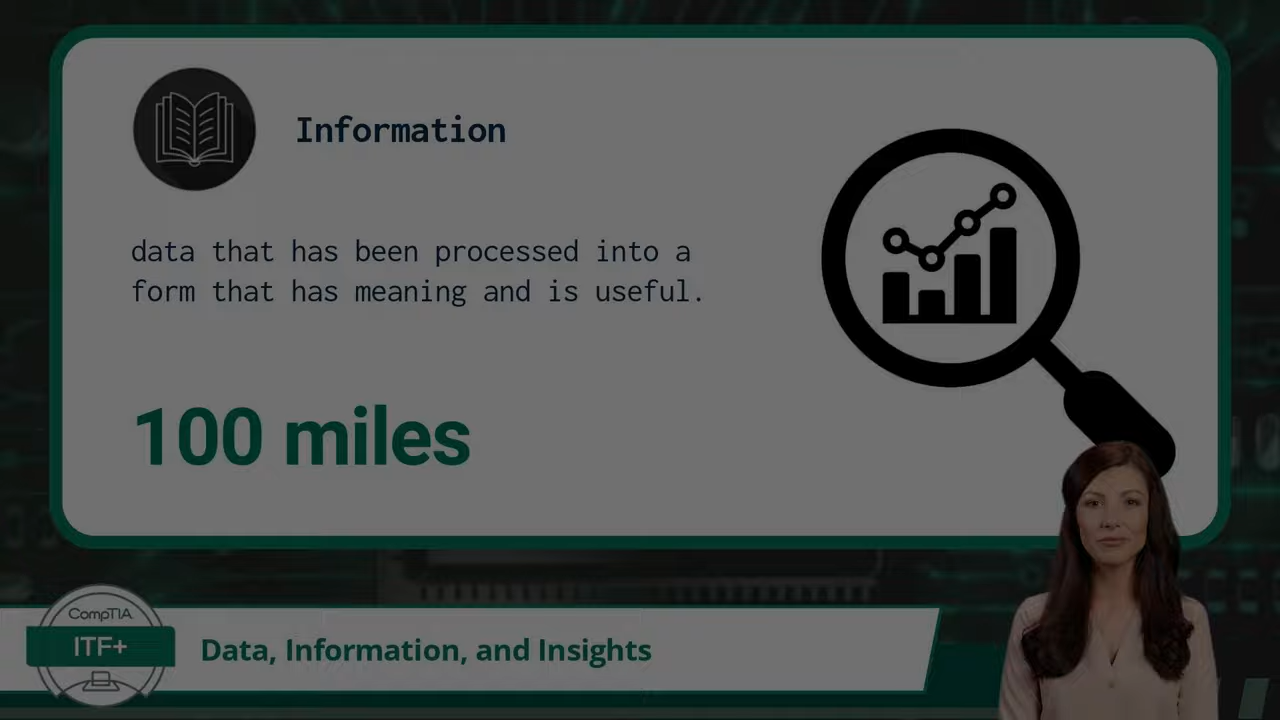 Information
data that has been processed into a
form that has meaning and is useful.
100 miles
CompTIA.
ITF+
Data, Information, and Insights